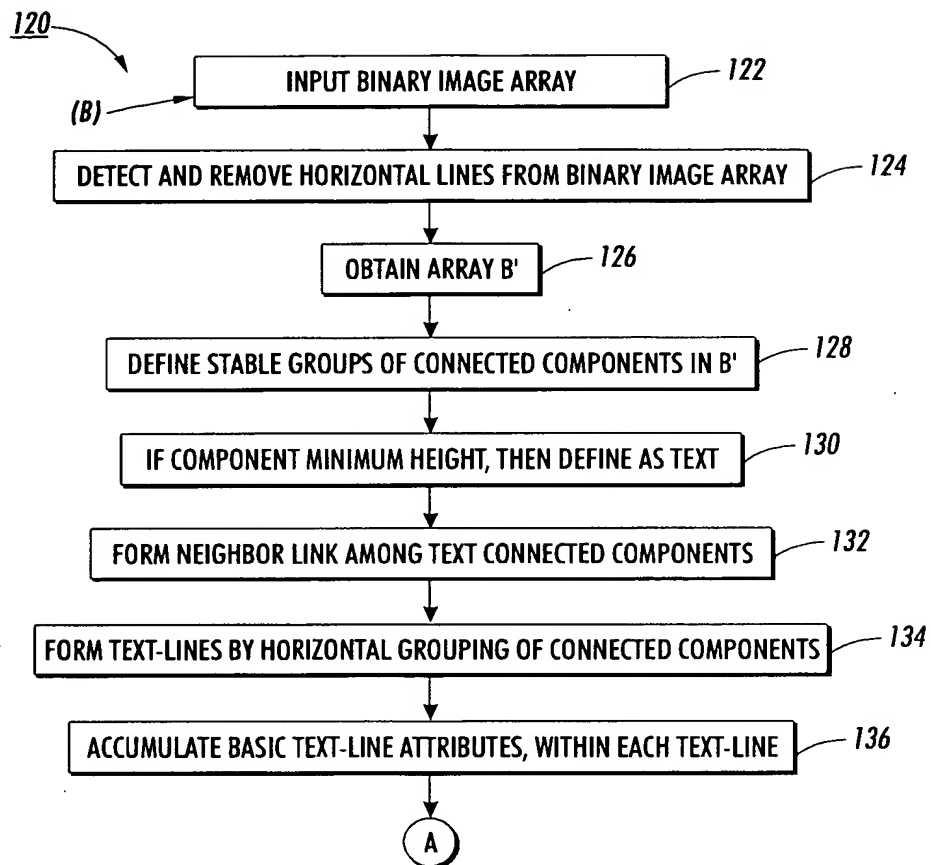 120
(B)
INPUT BINARY IMAGE ARRAY
122
DETECT AND REMOVE HORIZONTAL LINES FROM BINARY IMAGE ARRAY
124
OBTAIN ARRAY B'
126
DEFINE STABLE GROUPS OF CONNECTED COMPONENTS IN B'
128
IF COMPONENT MINIMUM HEIGHT, THEN DEFINE AS TEXT
130
FORM NEIGHBOR LINK AMONG TEXT CONNECTED COMPONENTS
132
FORM TEXT-LINES BY HORIZONTAL GROUPING OF CONNECTED COMPONENTS
134
ACCUMULATE BASIC TEXT-LINE ATTRIBUTES, WITHIN EACH TEXT-LINE
136
A